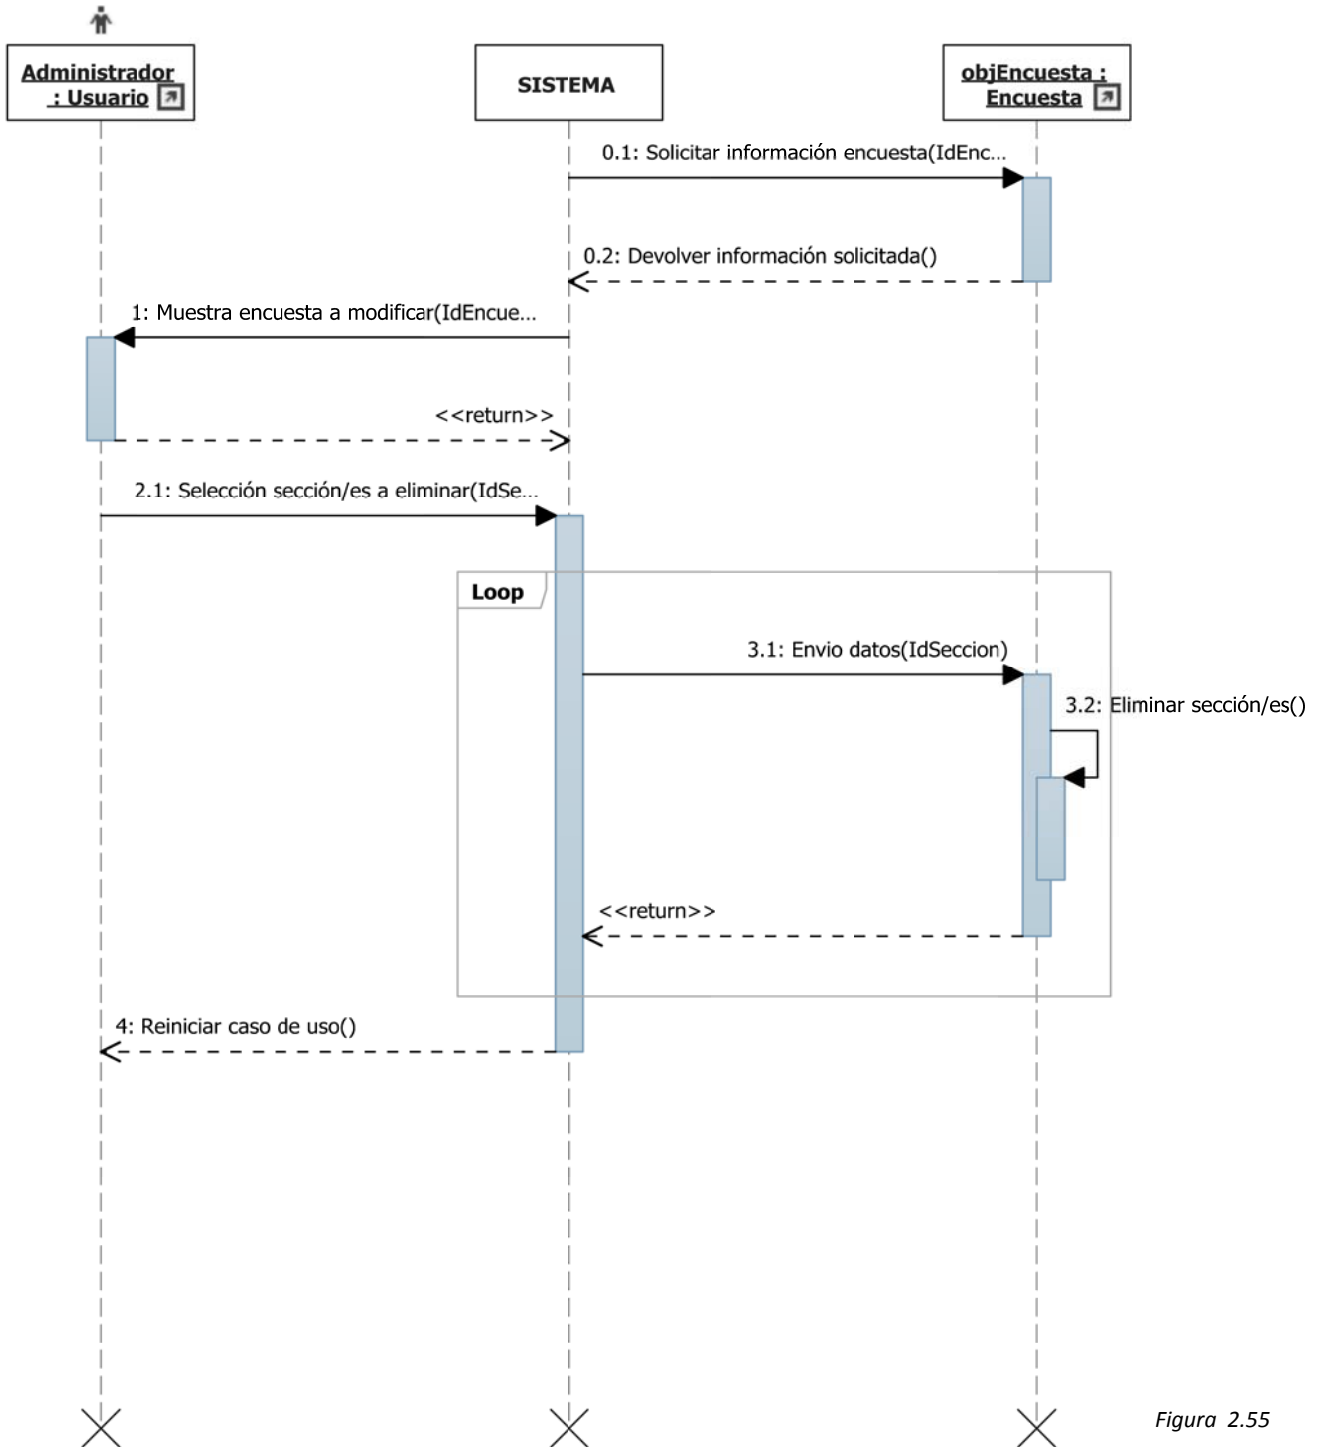 Administrador
: Usuario
SISTEMA
objEncuesta :
Encuesta
0.1: Solicitar información encuesta(IdEnc...
0.2: Devolver información solicitada()
1: Muestra encuesta a modificar(IdEncue...
<<return>>
2.1: Selección sección/es a eliminar(IdSe...
Loop
3.1: Envio datos(IdSeccion)
3.2: Eliminar sección/es()
<<return>>
4: Reiniciar caso de uso()
Figura 2.55